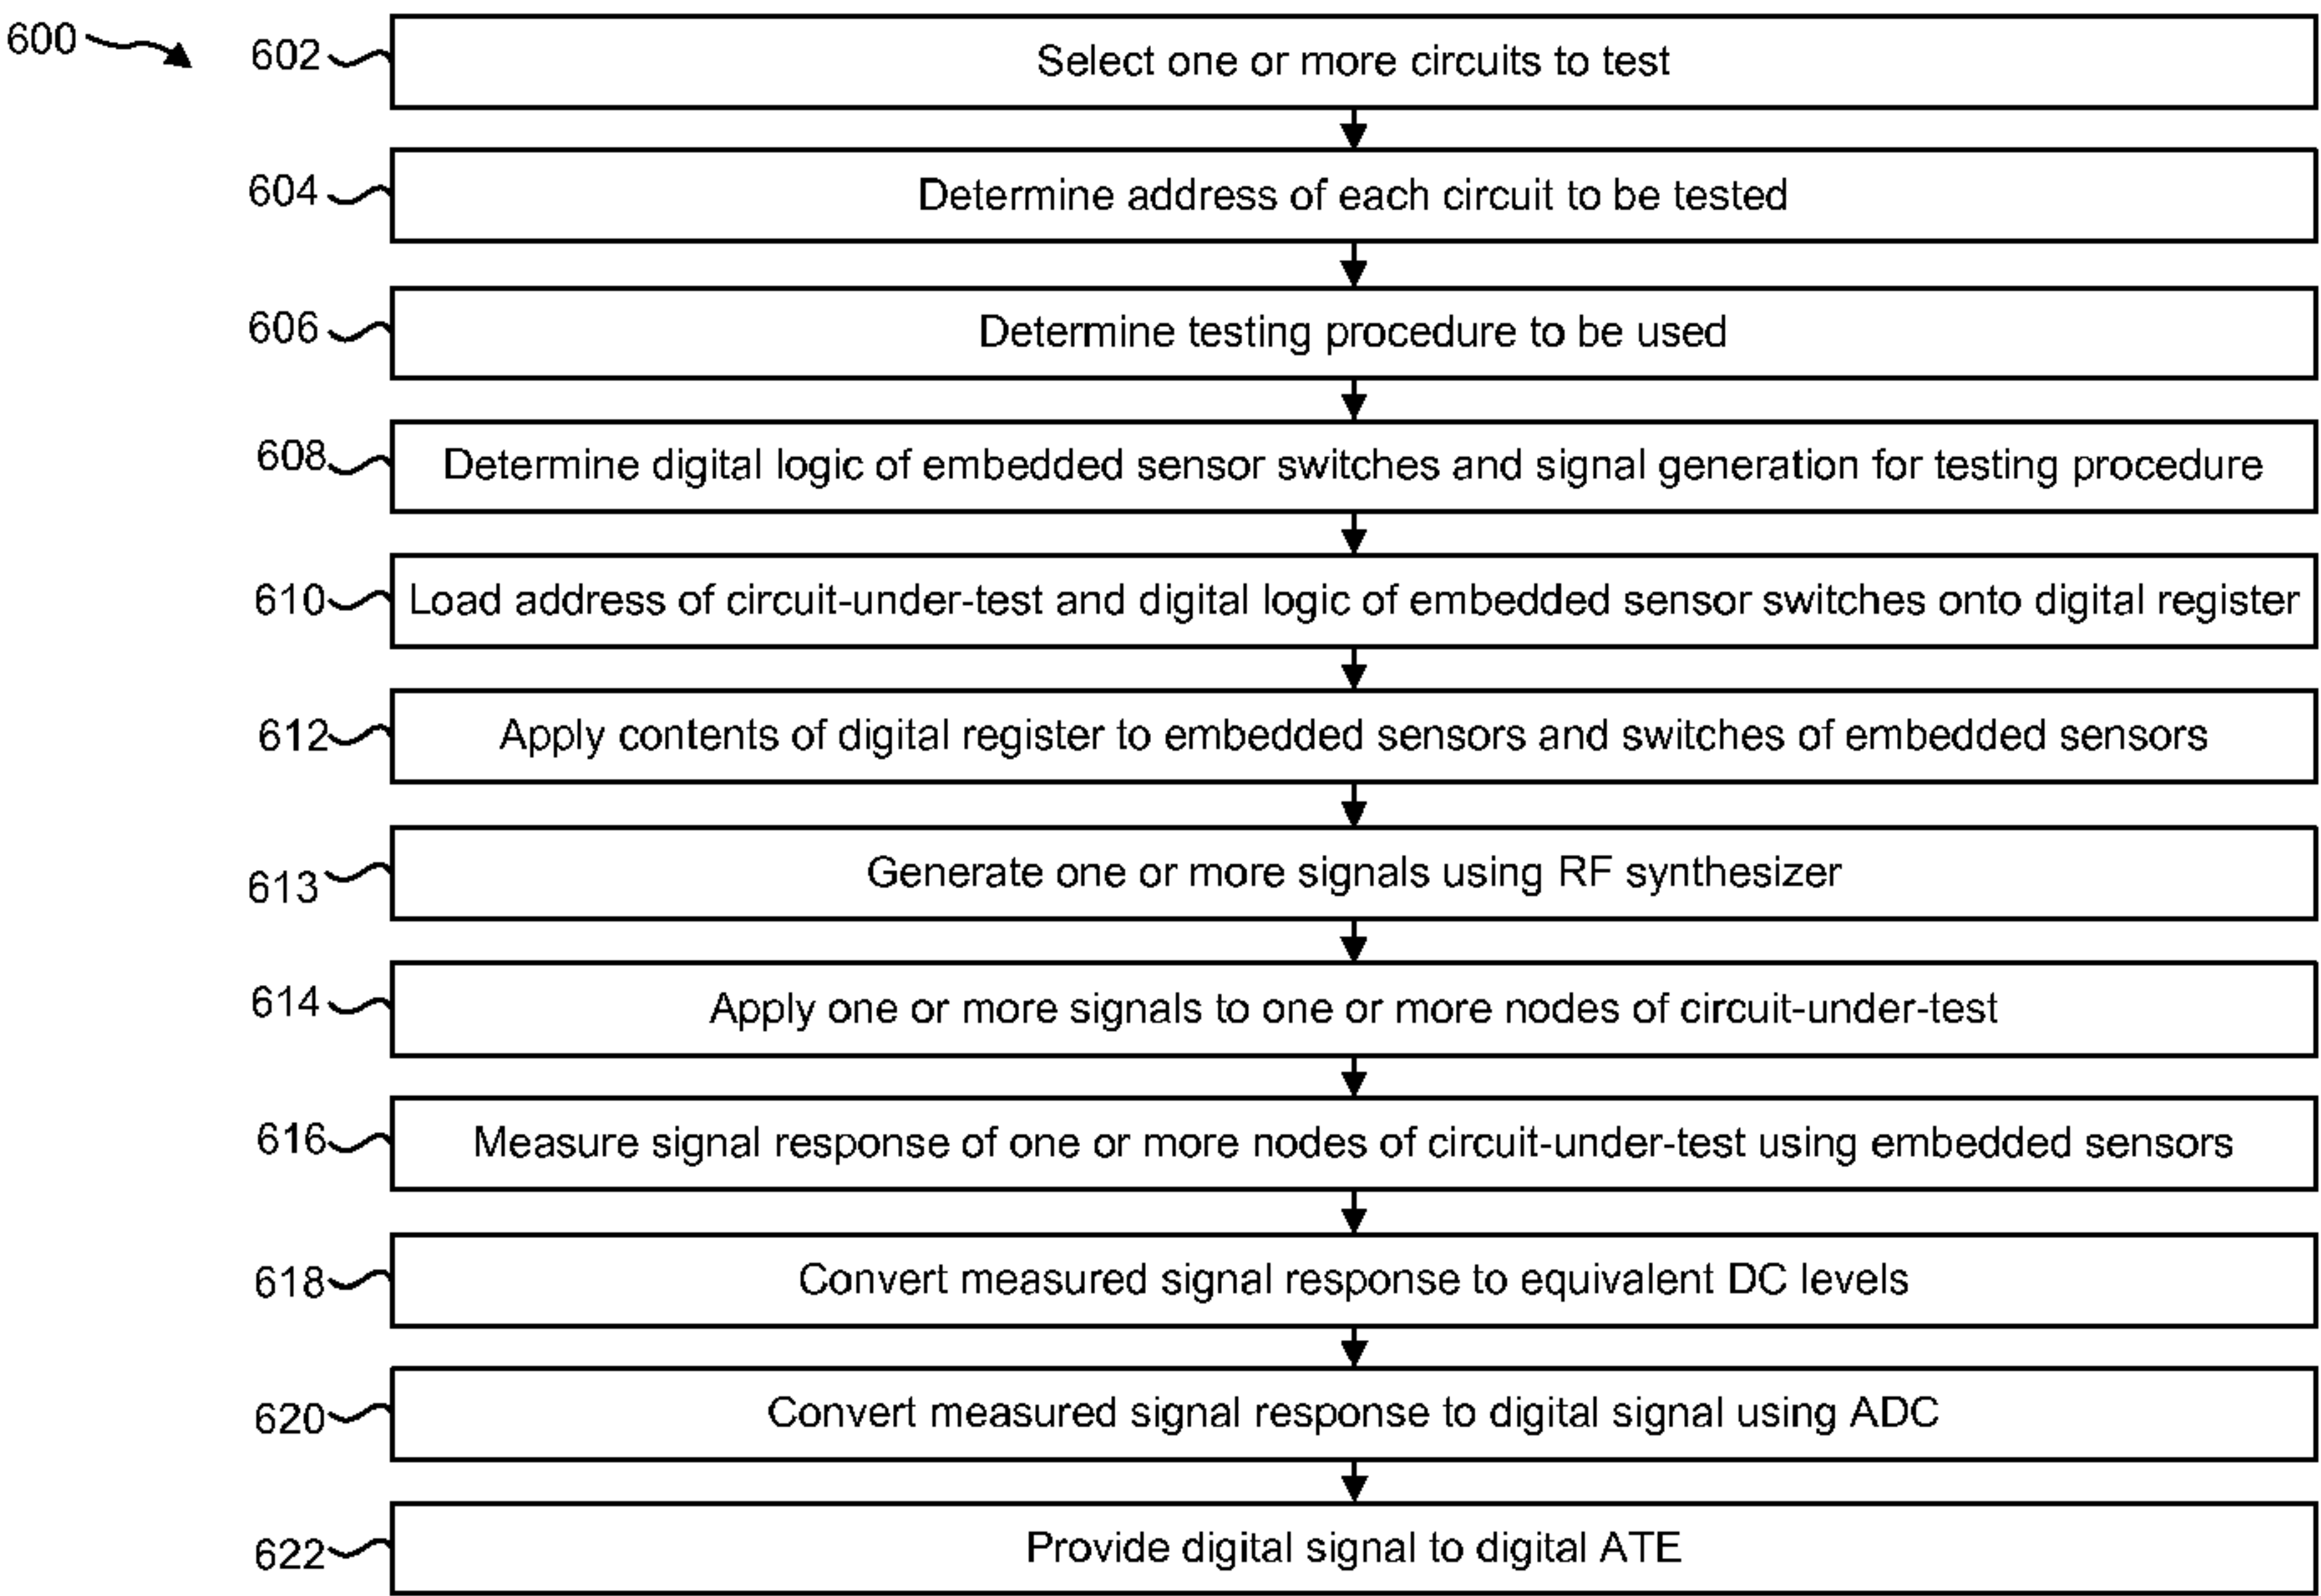 600
602 Select one or more circuits to test
604 Determine address of each circuit to be tested
606 Determine testing procedure to be used
608 Determine digital logic of embedded sensor switches and signal generation for testing procedure
610 Load address of circuit-under-test and digital logic of embedded sensor switches onto digital register
612 Apply contents of digital register to embedded sensors and switches of embedded sensors
613 Generate one or more signals using RF synthesizer
614 Apply one or more signals to one or more nodes of circuit-under-test
616 Measure signal response of one or more nodes of circuit-under-test using embedded sensors
618 Convert measured signal response to equivalent DC levels
620 Convert measured signal response to digital signal using ADC
622 Provide digital signal to digital ATE